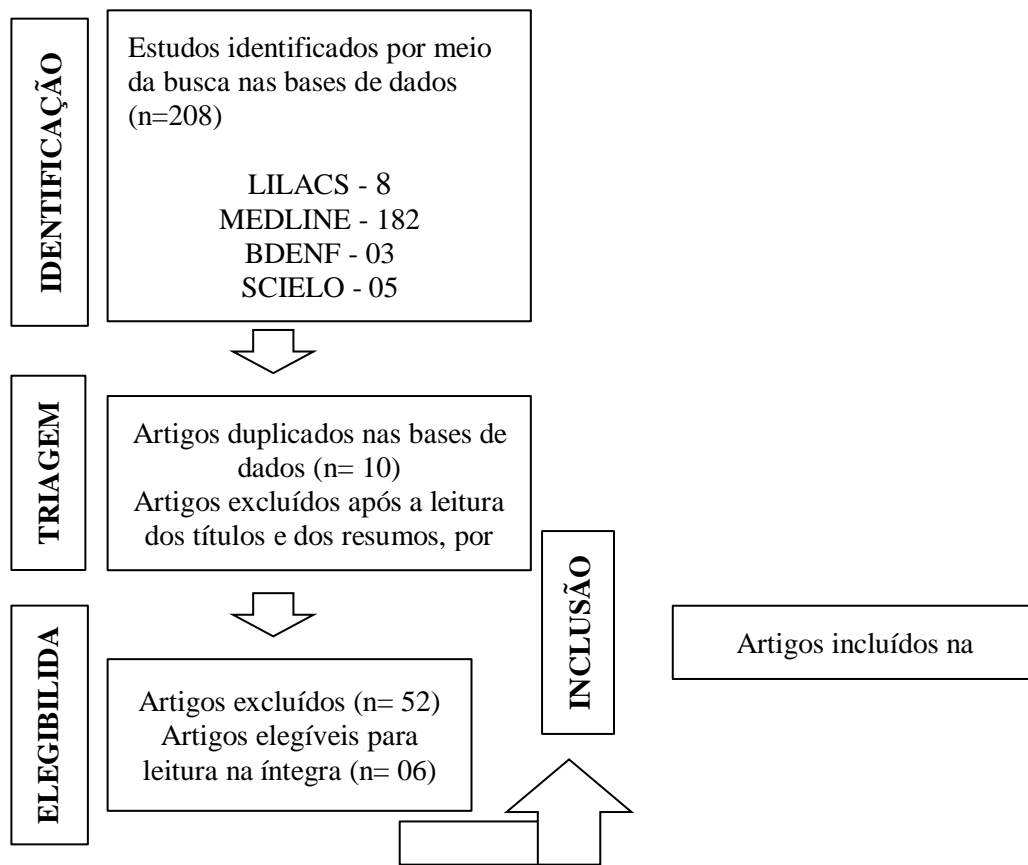 IDENTIFICAÇÃO
Estudos identificados por meio
da busca nas bases de dados
(n=208)
LILACS - 8
MEDLINE - 182
BDENF - 03
SCIELO - 05
TRIAGEM
Artigos duplicados nas bases de
dados (n= 10)
Artigos excluídos após a leitura
dos títulos e dos resumos, por
ELEGIBILIDA
Artigos excluídos (n= 52)
Artigos elegíveis para
leitura na íntegra (n= 06)
INCLUSÃO
Artigos incluídos na